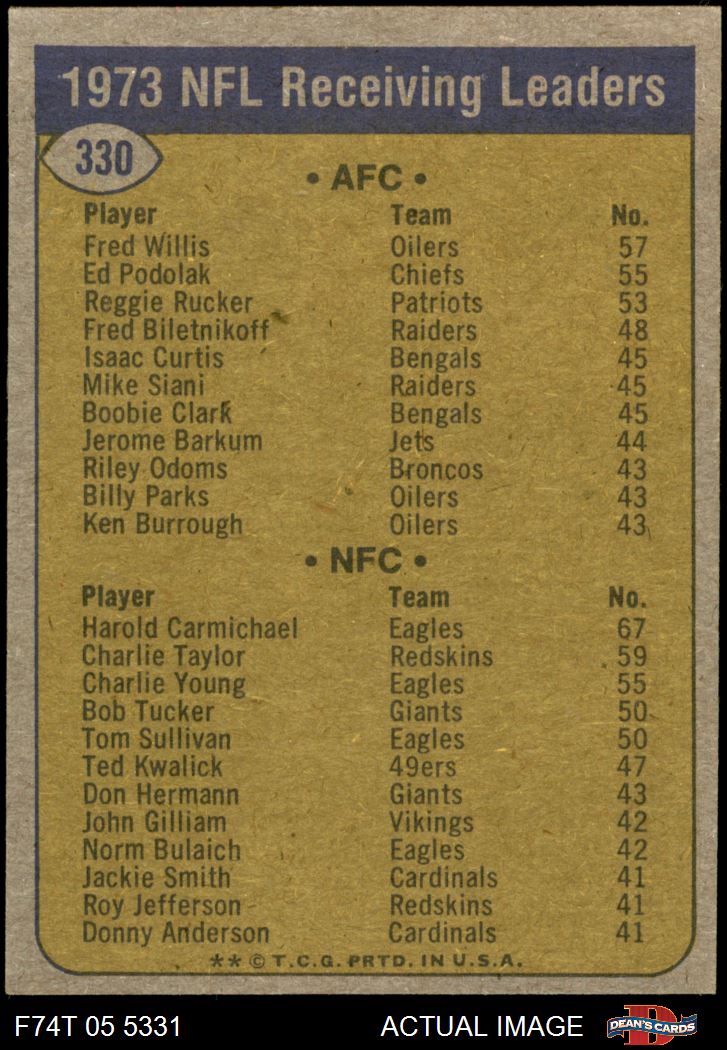 1973 NFL Receiving Leaders
330
• AFC •
Player Team No.
Fred Willis Oilers 57
Ed Podolak Chiefs 55
Reggie Rucker Patriots 53
Fred Biletnikoff Raiders 48
Isaac Curtis Bengals 45
Mike Siani Raiders 45
Boobie Clark Bengals 45
Jerome Barkum Jets 44
Riley Odoms Broncos 43
Billy Parks Oilers 43
Ken Burrough Oilers 43
• NFC •
Player Team No.
Harold Carmichael Eagles 67
Charlie Taylor Redskins 59
Charlie Young Eagles 55
Bob Tucker Giants 50
Tom Sullivan Eagles 50
Ted Kwalick 49ers 47
Don Hermann Giants 43
John Gilliam Vikings 42
Norm Bulaich Eagles 42
Jackie Smith Cardinals 41
Roy Jefferson Redskins 41
Donny Anderson Cardinals 41
** © T.C.G. PRTD. IN U.S.A.
F74T 05 5331 ACTUAL IMAGE D DEAN'S CARDS